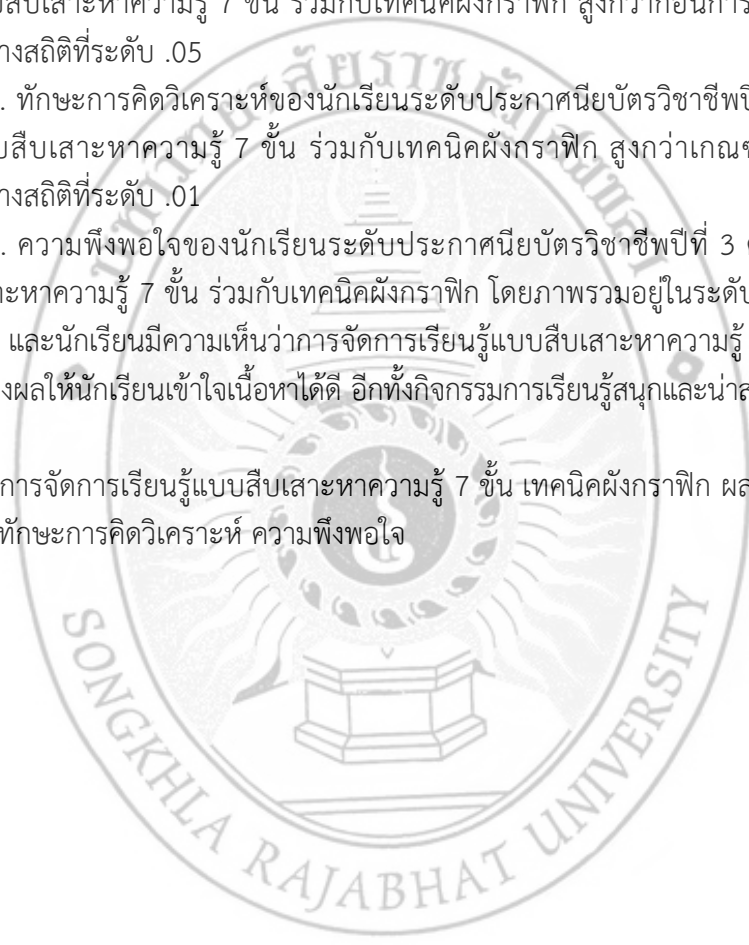 สืบเสาะหาความรู้ 7 ขั้น ร่วมกับเทคนิคผังกราฟิก สูงกว่าก่อนการ
างสถิติที่ระดับ .05
. ทักษะการคิดวิเคราะห์ของนักเรียนระดับประกาศนียบัตรวิชาชีพปี
บสืบเสาะหาความรู้ 7 ขั้น ร่วมกับเทคนิคผังกราฟิก สูงกว่าเกณฑ์
างสถิติที่ระดับ .01
. ความพึงพอใจของนักเรียนระดับประกาศนียบัตรวิชาชีพปีที่ 3
าะหาความรู้ 7 ขั้น ร่วมกับเทคนิคผังกราฟิก โดยภาพรวมอยู่ในระดับ
และนักเรียนมีความเห็นว่าการจัดการเรียนรู้แบบสืบเสาะหาความรู้
งผลให้นักเรียนเข้าใจเนื้อหาได้ดี อีกทั้งกิจกรรมการเรียนรู้สนุกและน่าส
การจัดการเรียนรู้แบบสืบเสาะหาความรู้ 7 ขั้น เทคนิคผังกราฟิก ผล
ทักษะการคิดวิเคราะห์ ความพึงพอใจ
มหาวิทยาลัยราชภัฏสงขลา
SONGKHLA RAJABHAT UNIVERSITY